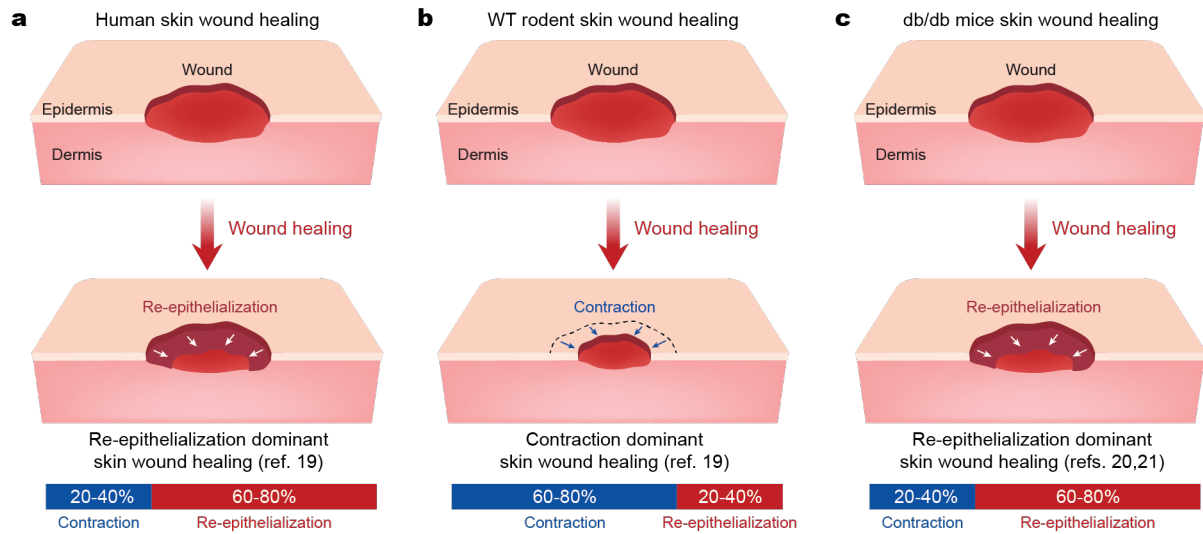 a
Human skin wound healing
Wound
Epidermis
Dermis
Wound healing
Re-epithelialization
Re-epithelialization dominant
skin wound healing (ref. 19)
20-40%
60-80%
Contraction
Re-epithelialization
b
WT rodent skin wound healing
Wound
Epidermis
Dermis
Wound healing
Contraction
Contraction dominant
skin wound healing (ref. 19)
60-80%
20-40%
Contraction
Re-epithelialization
c
db/db mice skin wound healing
Wound
Epidermis
Dermis
Wound healing
Re-epithelialization
Re-epithelialization dominant
skin wound healing (refs. 20,21)
20-40%
60-80%
Contraction
Re-epithelialization